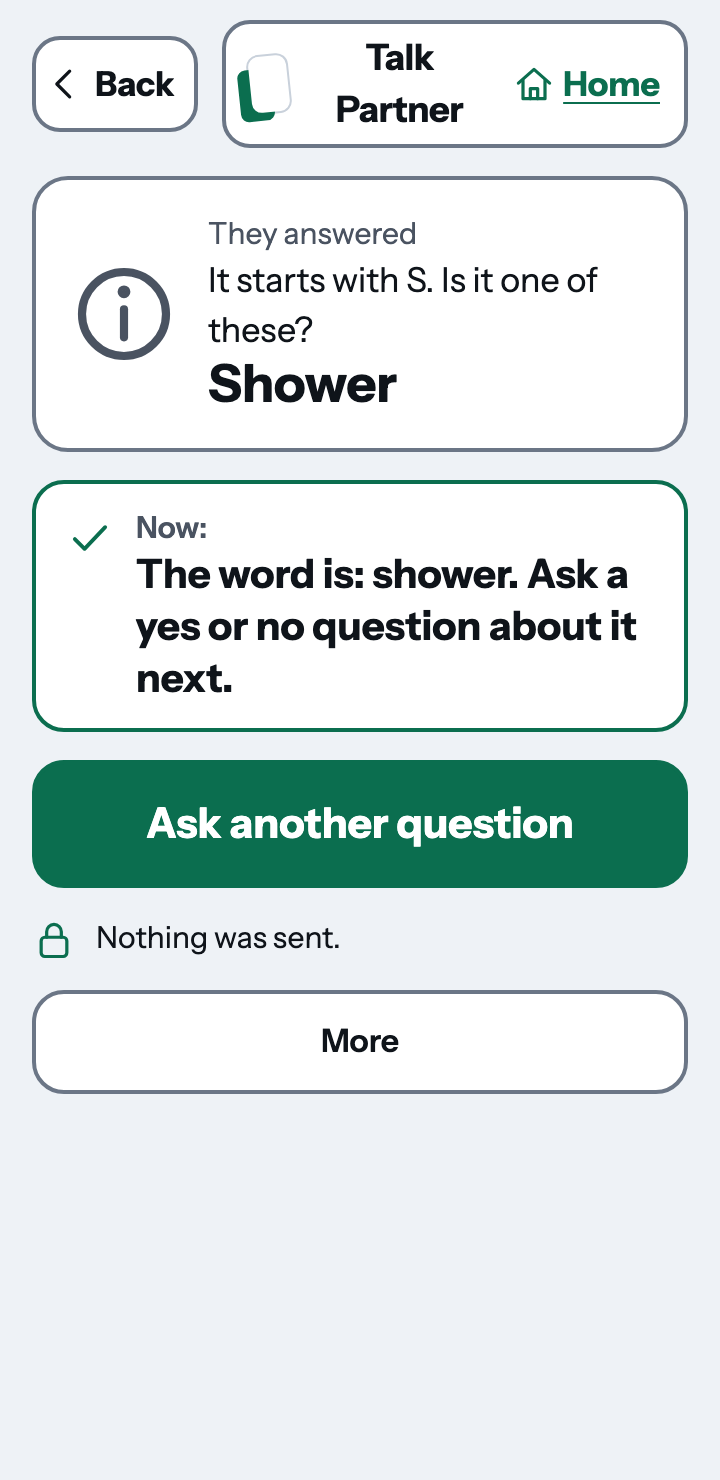 Back
Talk
Partner
Home
They answered
It starts with S. Is it one of
these?
Shower
Now:
The word is: shower. Ask a
yes or no question about it
next.
Ask another question
Nothing was sent.
More